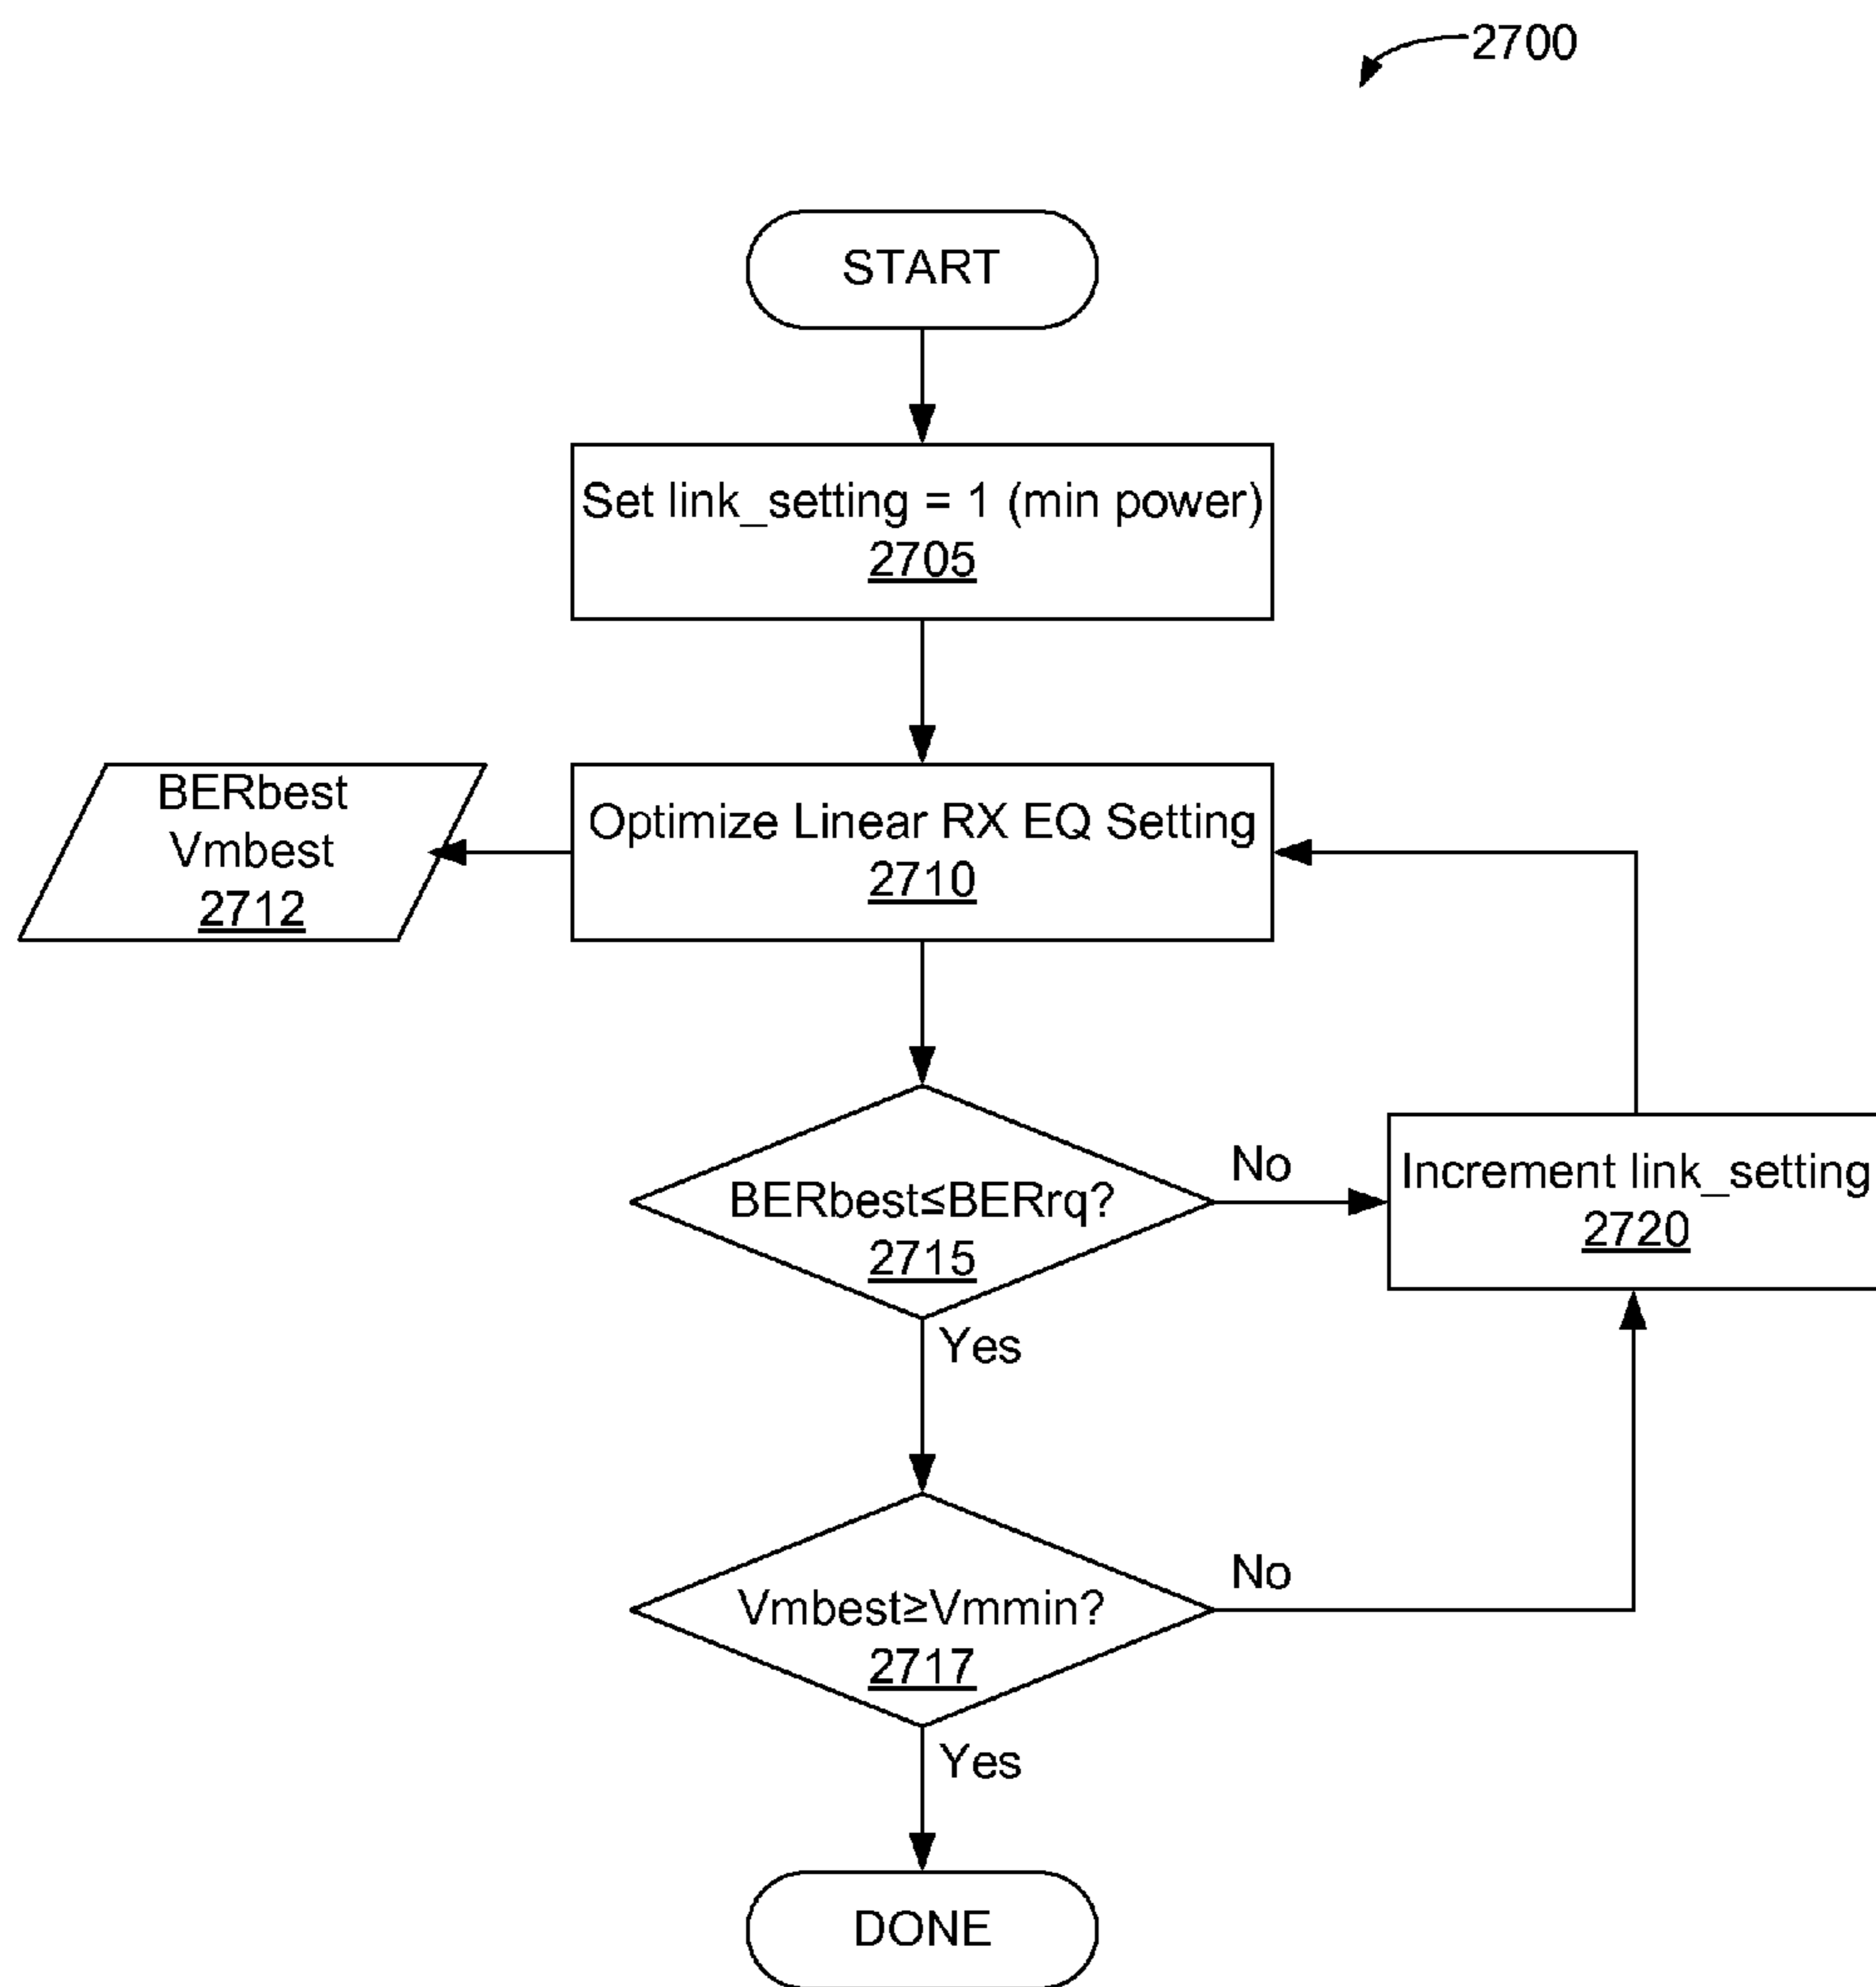 2700
START
Set link_setting = 1 (min power)
2705
BERbest
Vmbest
2712
Optimize Linear RX EQ Setting
2710
BERbest≤BERrq?
2715
No
Increment link_setting
2720
Yes
Vmbest≥Vmmin?
2717
No
Yes
DONE